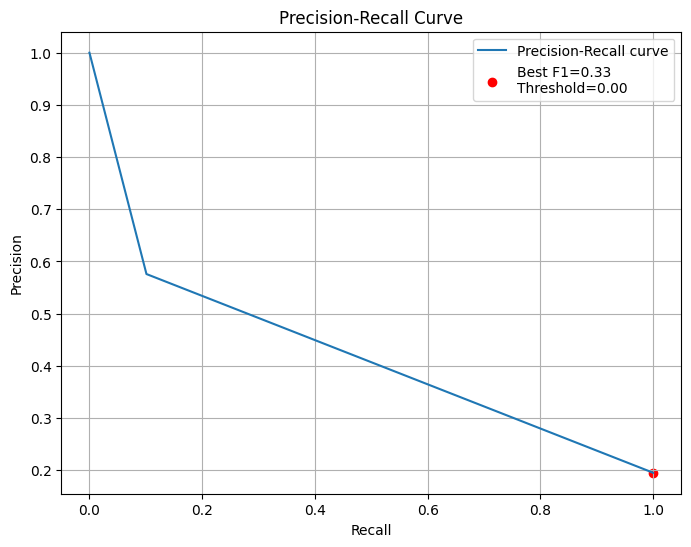 Precision-Recall Curve
Precision-Recall curve
Best F1=0.33
Threshold=0.00
1.0
0.9
0.8
0.7
0.6
0.5
0.4
0.3
0.2
Precision
0.0 0.2 0.4 0.6 0.8 1.0
Recall